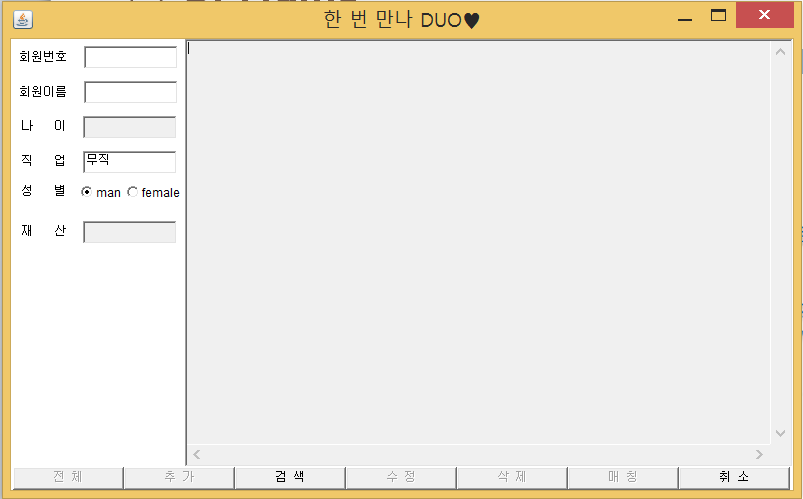 한 번 만나 DUO♥
회원번호
회원이름
나 이
직 업 무직
성 별 man female
재 산
전 체 추 가 검 색 수 정 삭 제 매 칭 취 소